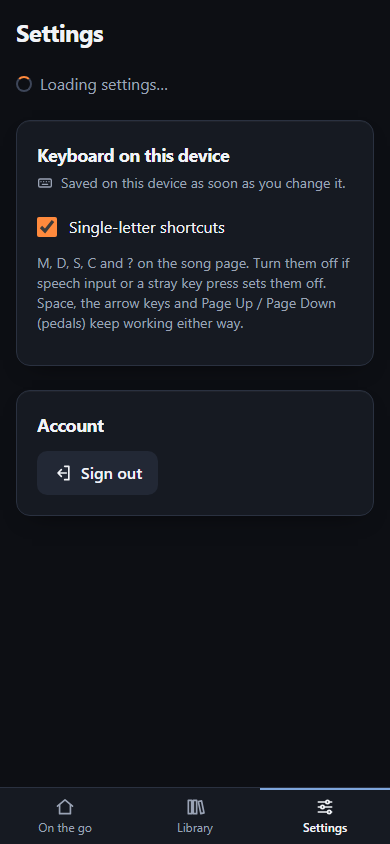 Settings
Loading settings...
Keyboard on this device
Saved on this device as soon as you change it.
Single-letter shortcuts
M, D, S, C and ? on the song page. Turn them off if
speech input or a stray key press sets them off.
Space, the arrow keys and Page Up / Page Down
(pedals) keep working either way.
Account
Sign out
On the go
Library
Settings